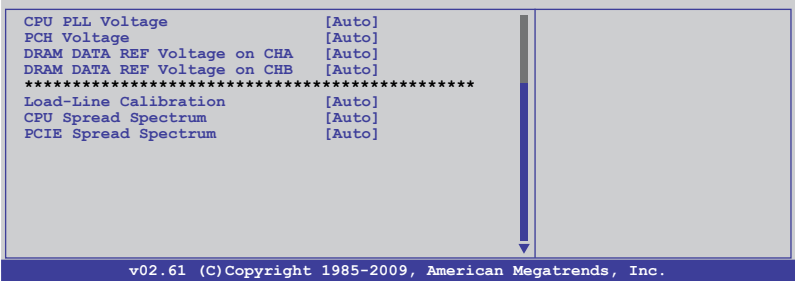 CPU PLL Voltage [Auto]
PCH Voltage [Auto]
DRAM DATA REF Voltage on CHA [Auto]
DRAM DATA REF Voltage on CHB [Auto]
***********************************************
Load-Line Calibration [Auto]
CPU Spread Spectrum [Auto]
PCIE Spread Spectrum [Auto]
v02.61 (C)Copyright 1985-2009, American Megatrends, Inc.